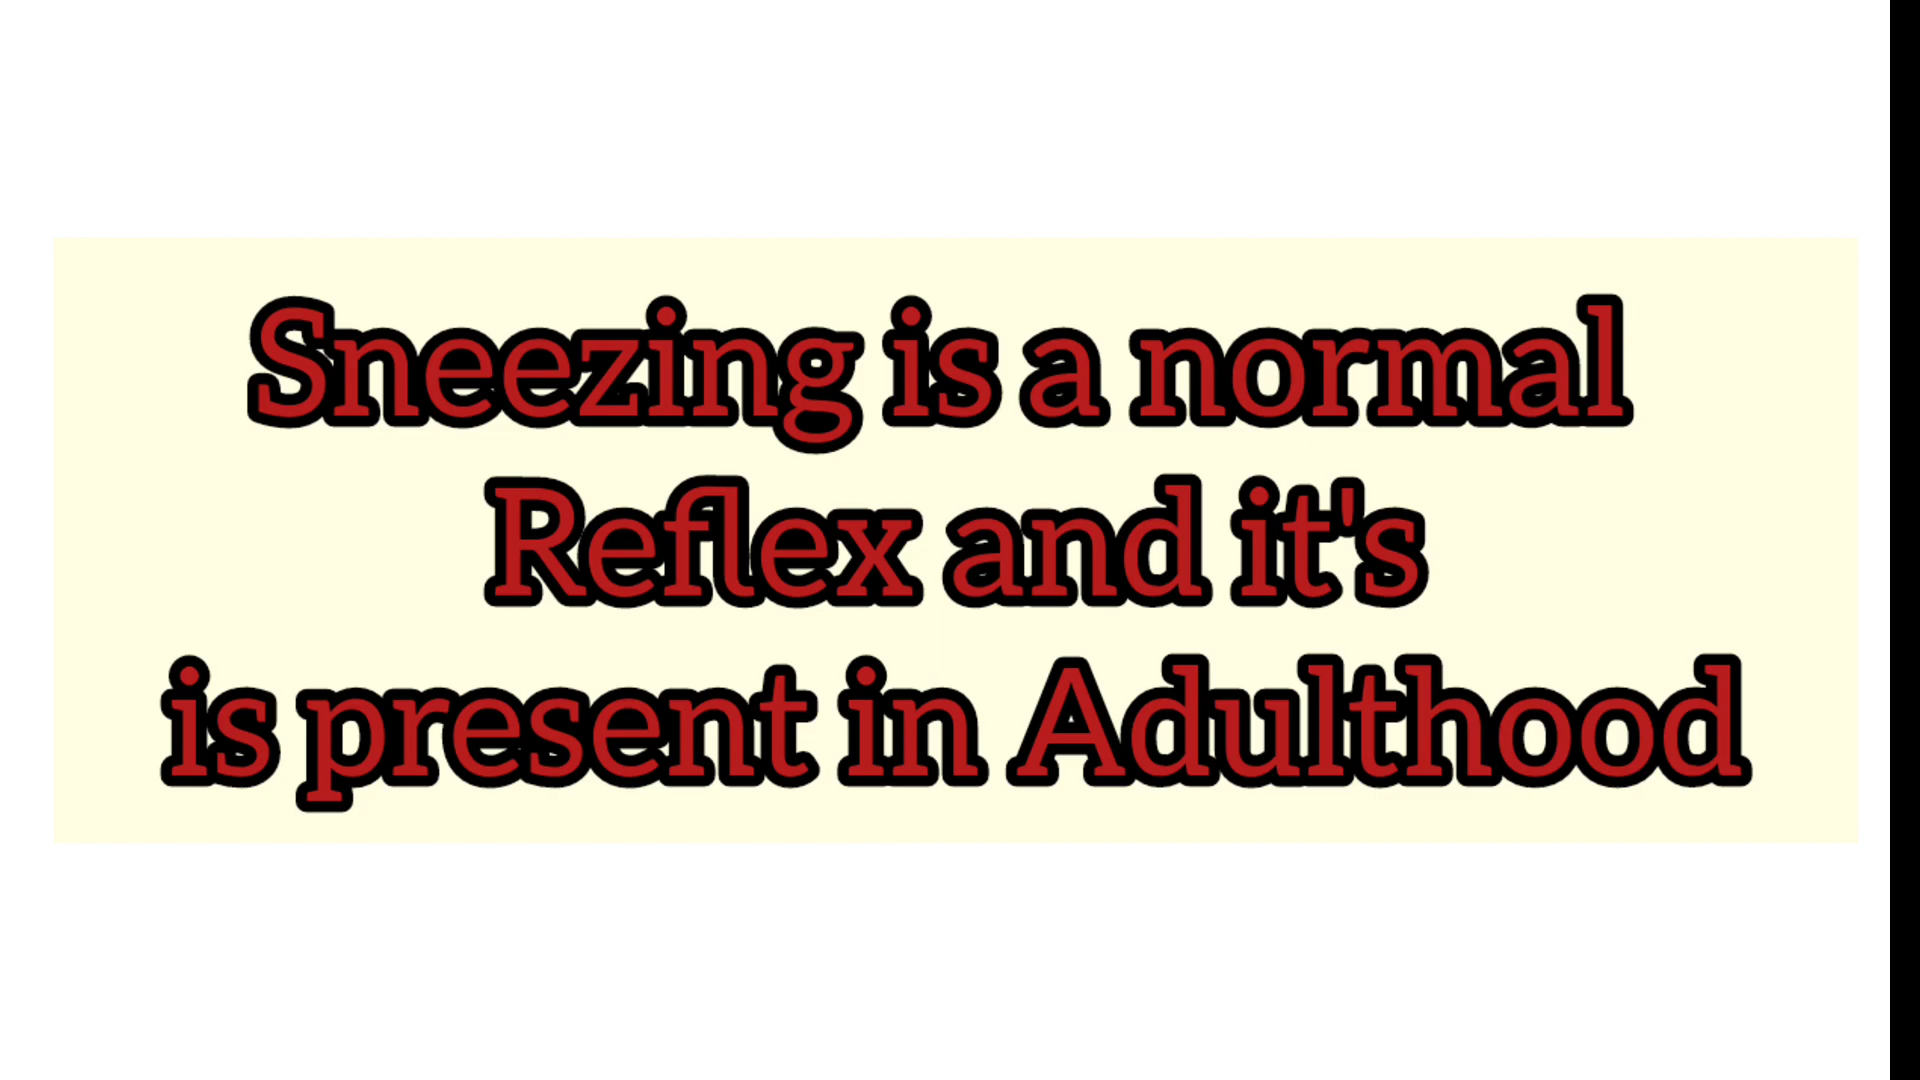 Sneezing is a normal
Reflex and it's
is present in Adulthood